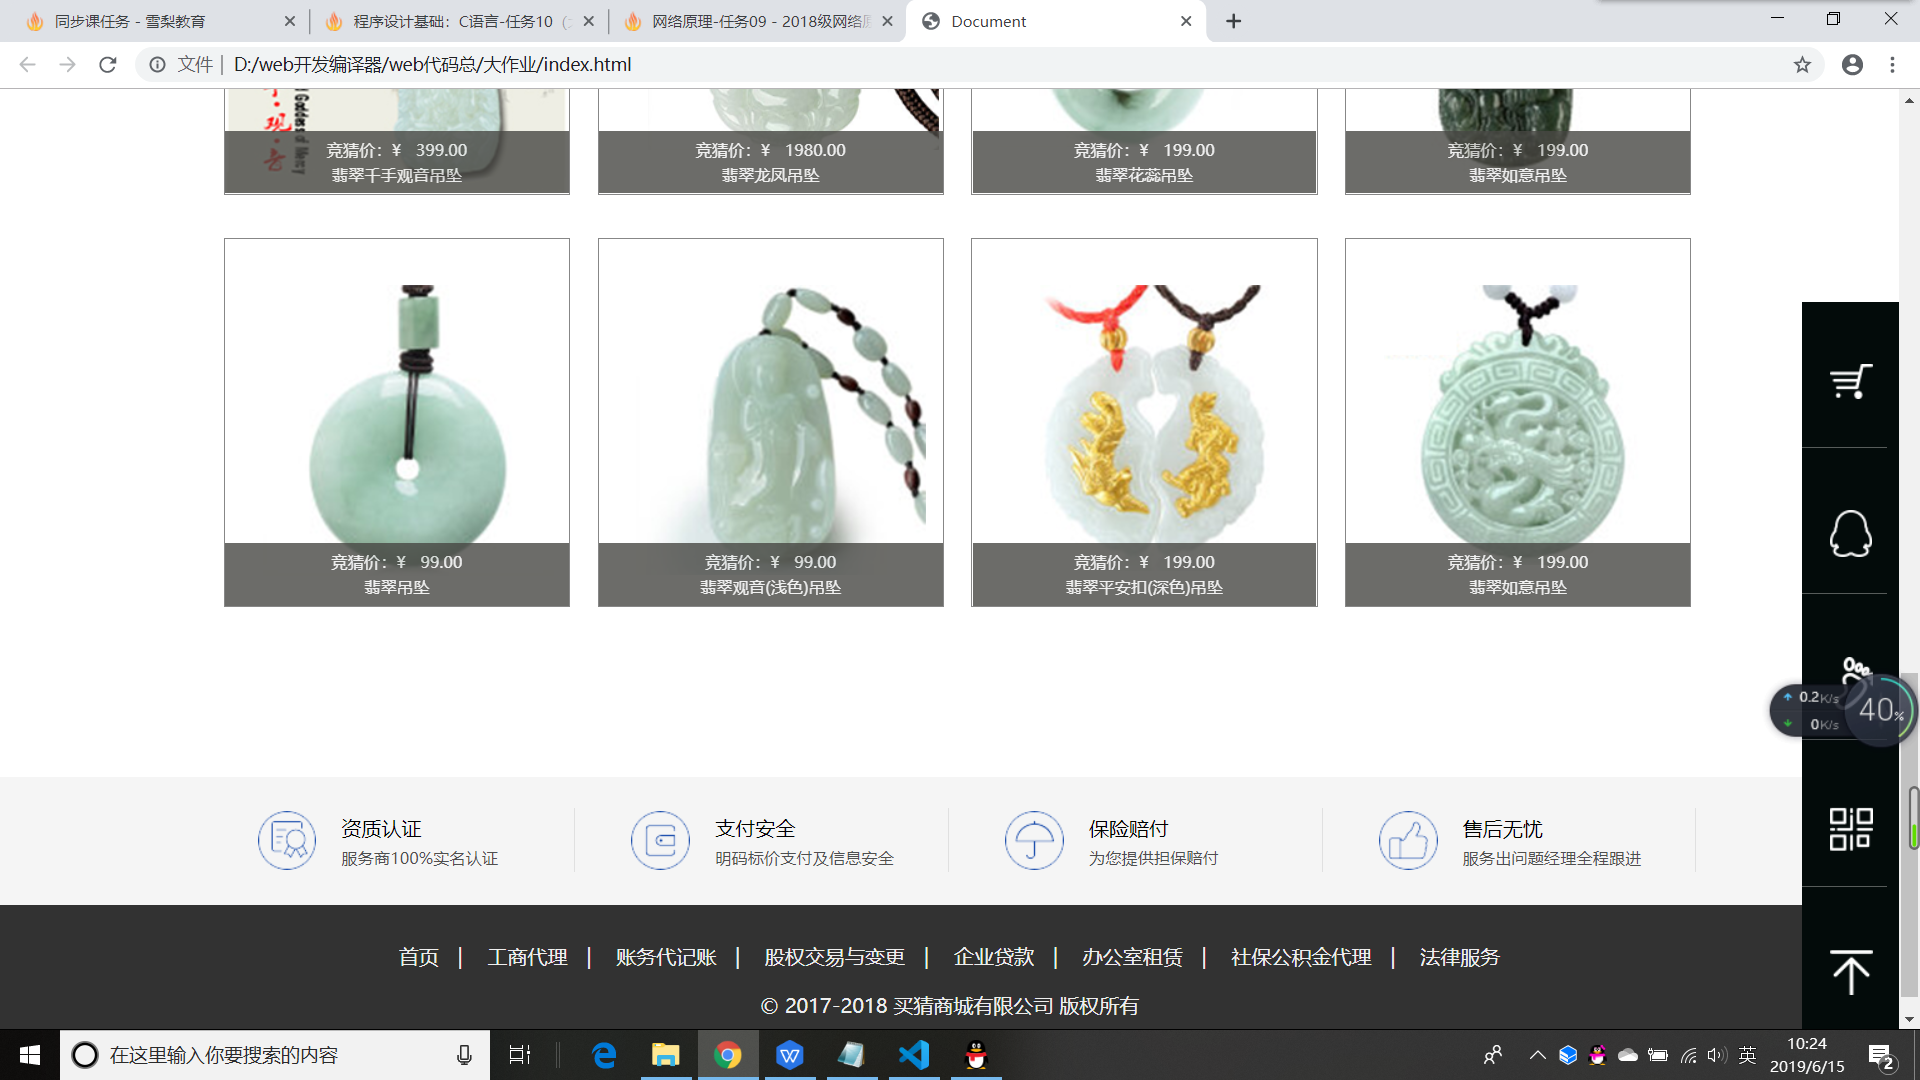 同步课任务 - 雪梨教育
程序设计基础：C语言-任务10
网络原理-任务09 - 2018级网络
Document
文件 | D:/web开发编译器/web代码总/大作业/index.html
竞猜价：￥ 399.00
翡翠千手观音吊坠
竞猜价：￥ 1980.00
翡翠龙凤吊坠
竞猜价：￥ 199.00
翡翠花蕊吊坠
竞猜价：￥ 199.00
翡翠如意吊坠
竞猜价：￥ 99.00
翡翠吊坠
竞猜价：￥ 99.00
翡翠观音(浅色)吊坠
竞猜价：￥ 199.00
翡翠平安扣(深色)吊坠
竞猜价：￥ 199.00
翡翠如意吊坠
0.2K/s
0K/s
40%
资质认证
服务商100%实名认证
支付安全
明码标价支付及信息安全
保险赔付
为您提供担保赔付
售后无忧
服务出问题经理全程跟进
首页 | 工商代理 | 账务代记账 | 股权交易与变更 | 企业贷款 | 办公室租赁 | 社保公积金代理 | 法律服务
© 2017-2018 买猜商城有限公司 版权所有
在这里输入你要搜索的内容
英
10:24
2019/6/15
2